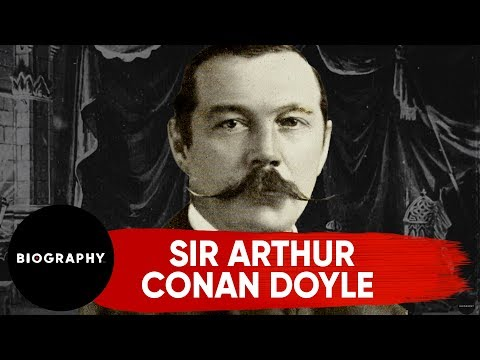 BIOGRAPHY.
SIR ARTHUR
CONAN DOYLE